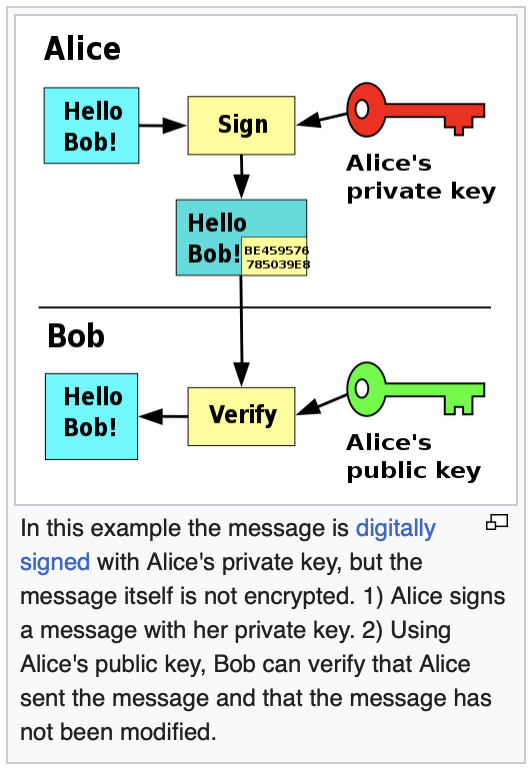 Alice
Hello
Bob!
Sign
Alice's
private key
Hello
Bob!
BE459576
785039E8
Bob
Hello
Bob!
Verify
Alice's
public key
In this example the message is digitally
signed with Alice's private key, but the
message itself is not encrypted. 1) Alice signs
a message with her private key. 2) Using
Alice's public key, Bob can verify that Alice
sent the message and that the message has
not been modified.